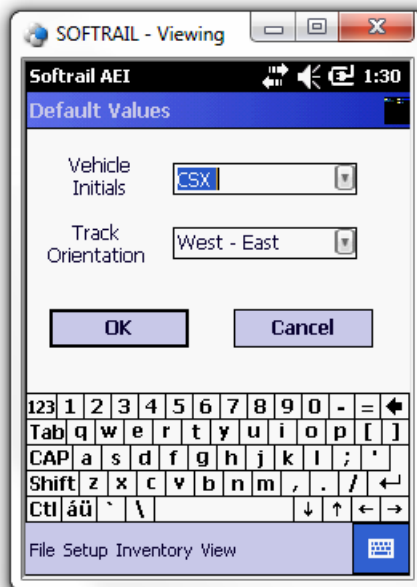 SOFTRAIL - Viewing
Softrail AEI 1:30
Default Values
Vehicle
Initials
CSX
Track
Orientation
West - East
OK Cancel
123 1 2 3 4 5 6 7 8 9 0 - = ←
Tab q w e r t y u i o p [ ]
CAP a s d f g h j k l ; '
Shift z x c v b n m , . / ↵
Ctl áü ` \ ↓ ↑ ← →
File Setup Inventory View